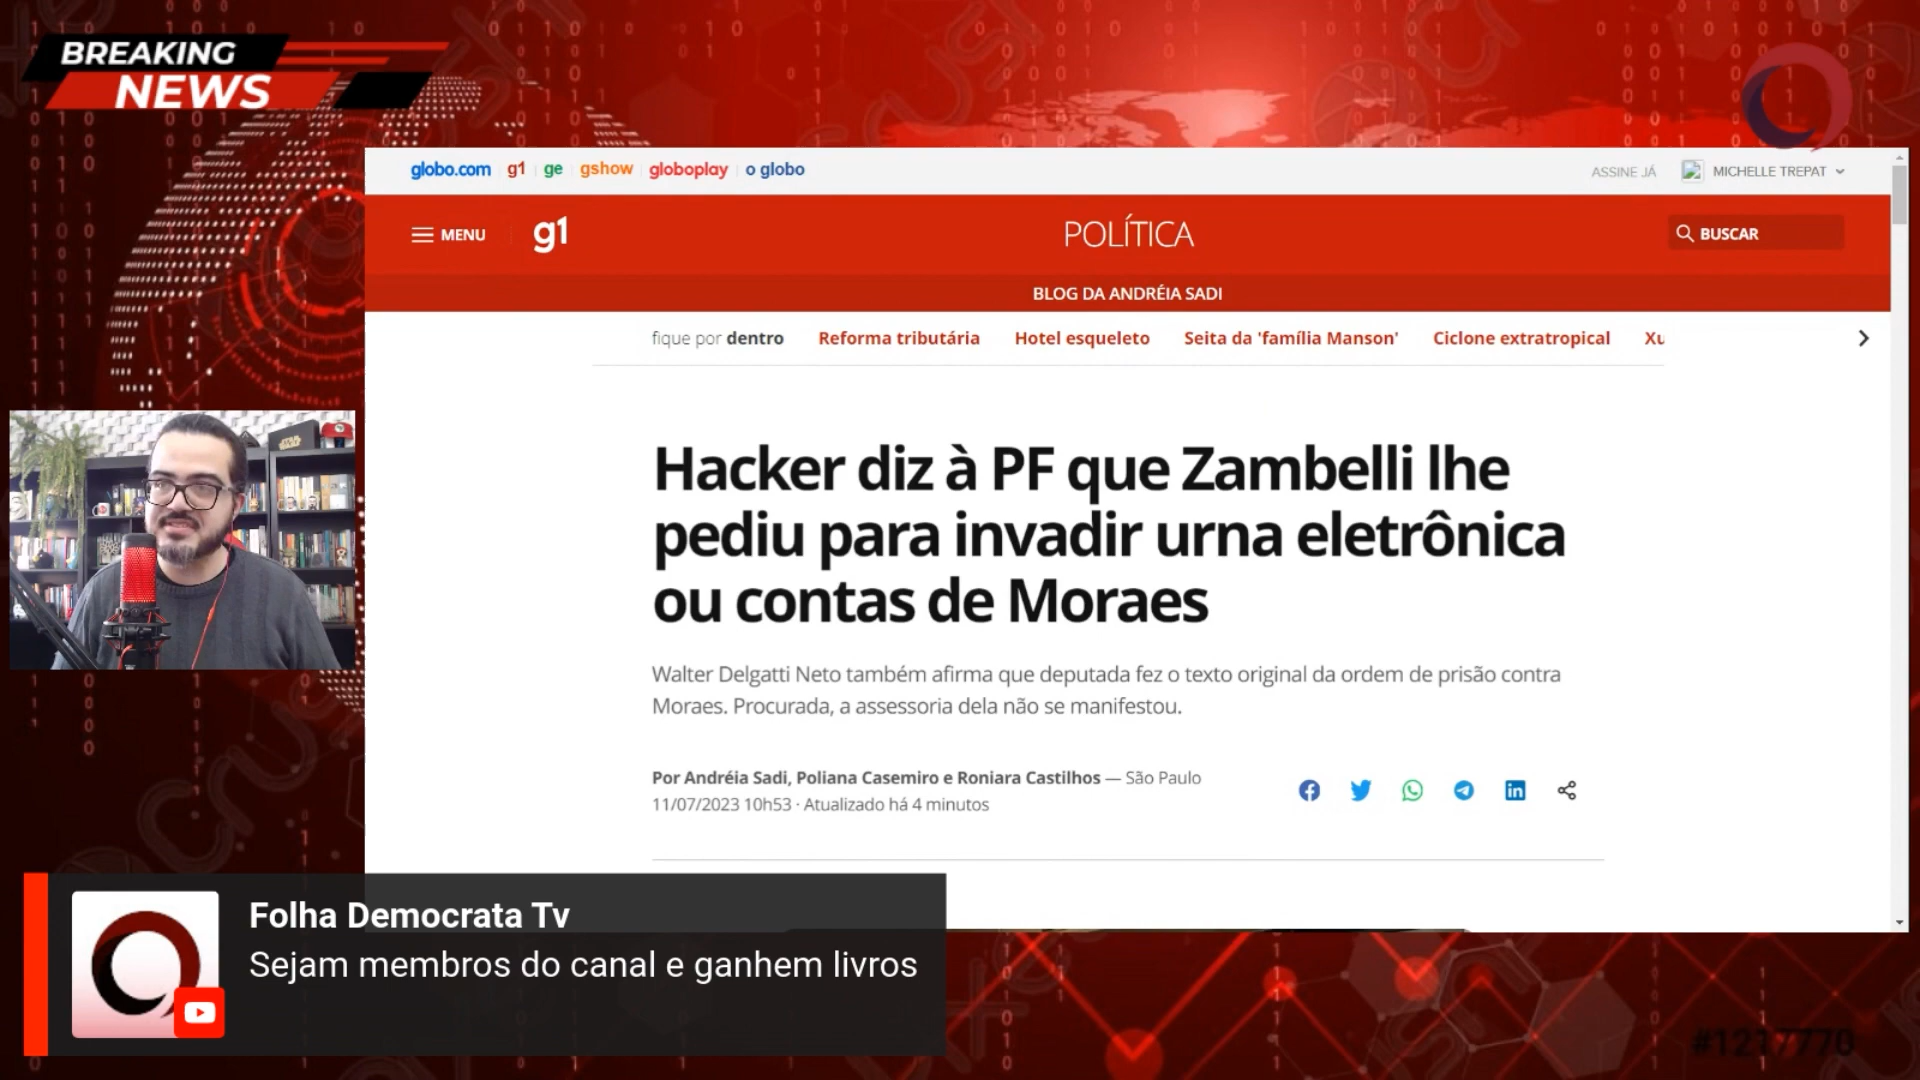 BREAKING
NEWS
globo.com g1 ge gshow globoplay o globo
ASSINE JÁ MICHELLE TREPAT
MENU g1 POLÍTICA BUSCAR
BLOG DA ANDRÉIA SADI
fique por dentro Reforma tributária Hotel esqueleto Seita da 'família Manson' Ciclone extratropical Xu
Hacker diz à PF que Zambelli lhe
pediu para invadir urna eletrônica
ou contas de Moraes
Walter Delgatti Neto também afirma que deputada fez o texto original da ordem de prisão contra
Moraes. Procurada, a assessoria dela não se manifestou.
Por Andréia Sadi, Poliana Casemiro e Roniara Castilhos — São Paulo
11/07/2023 10h53 · Atualizado há 4 minutos
Folha Democrata Tv
Sejam membros do canal e ganhem livros
#1217770